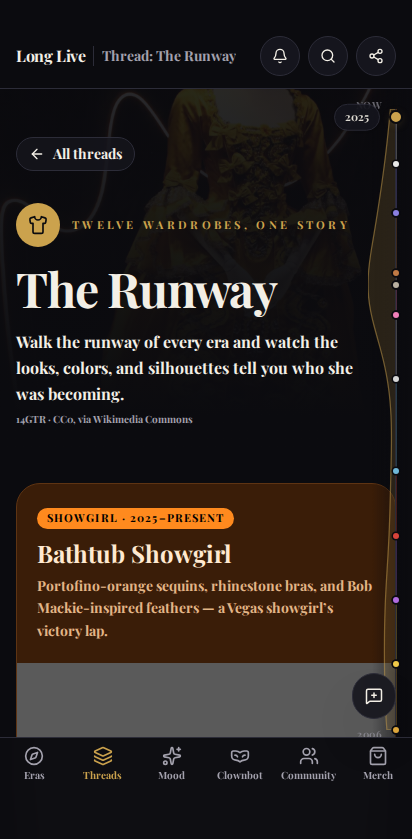 Long Live
Thread: The Runway
NOW
2025
All threads
TWELVE WARDROBES, ONE STORY
The Runway
Walk the runway of every era and watch the
looks, colors, and silhouettes tell you who she
was becoming.
14GTR · CC0, via Wikimedia Commons
SHOWGIRL · 2025–PRESENT
Bathtub Showgirl
Portofino-orange sequins, rhinestone bras, and Bob
Mackie-inspired feathers — a Vegas showgirl's
victory lap.
2006
Eras
Threads
Mood
Clownbot
Community
Merch